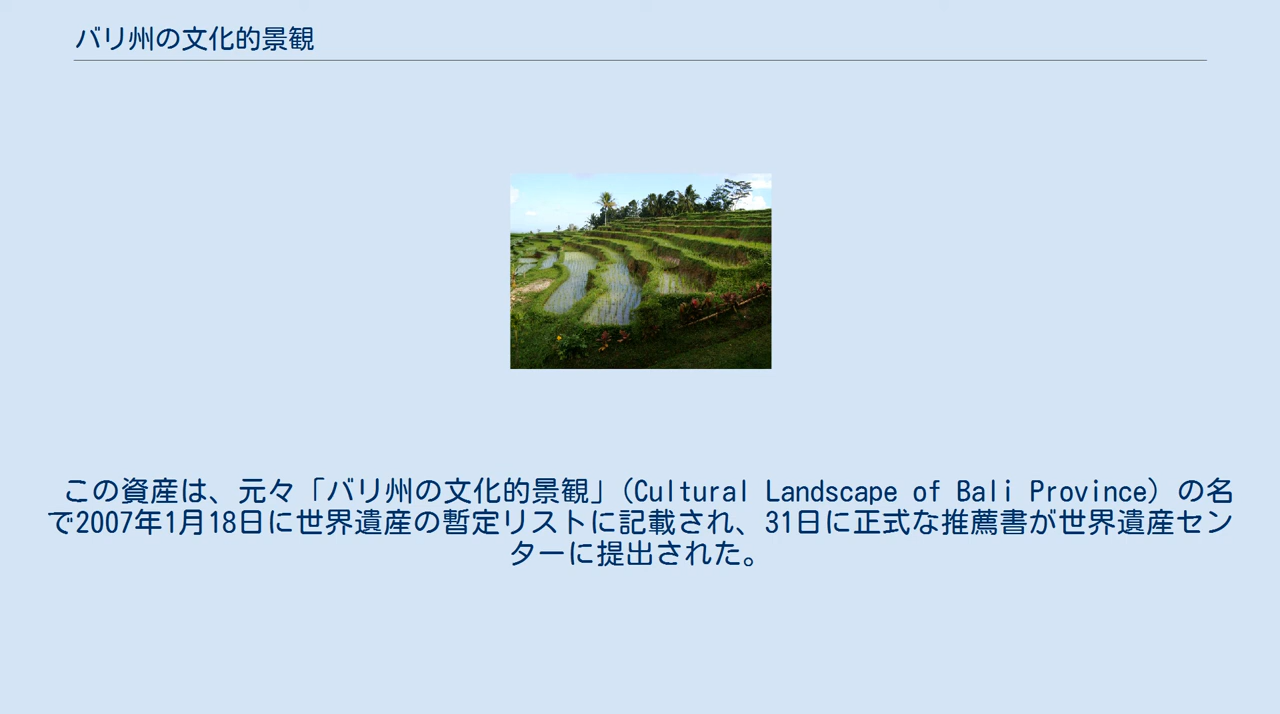 バリ州の文化的景観
この資産は、元々「バリ州の文化的景観」(Cultural Landscape of Bali Province) の名
で2007年1月18日に世界遺産の暫定リストに記載され、31日に正式な推薦書が世界遺産セン
ターに提出された。